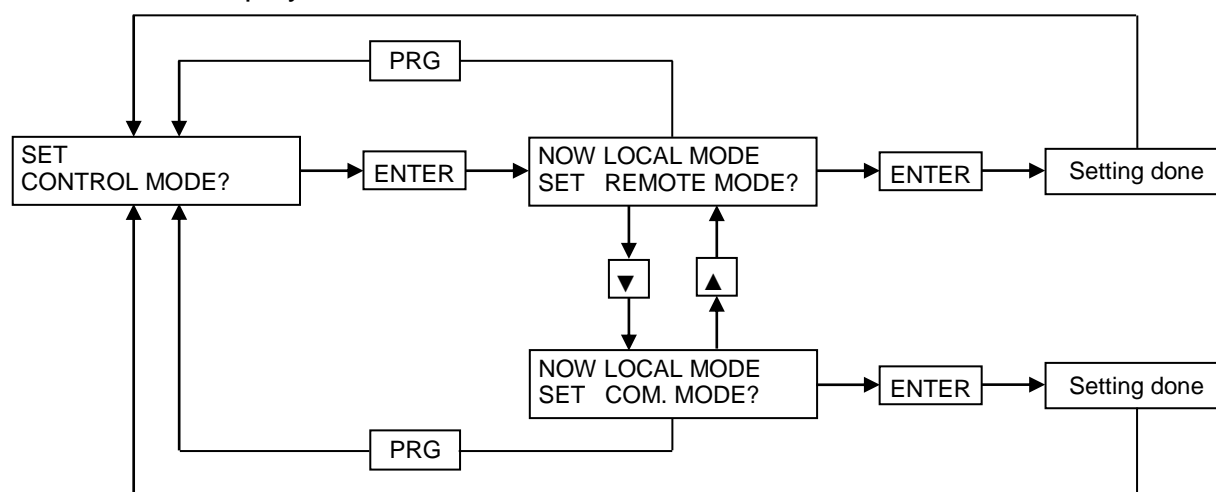 PRG
SET
CONTROL MODE?
ENTER
NOW LOCAL MODE
SET REMOTE MODE?
ENTER
Setting done
▼
▲
NOW LOCAL MODE
SET COM. MODE?
ENTER
Setting done
PRG